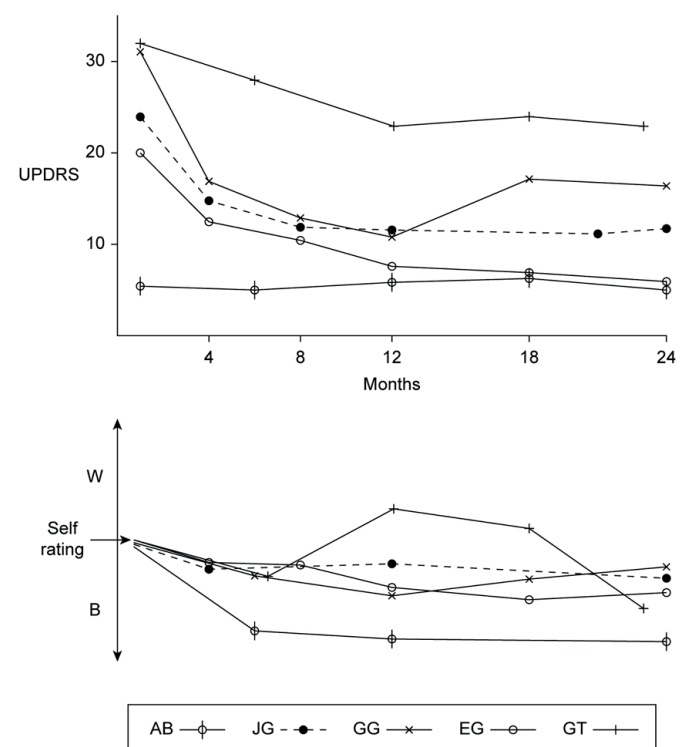 30
20
UPDRS
10
4 8 12 18 24
Months
W
Self
rating
B
AB JG GG EG GT